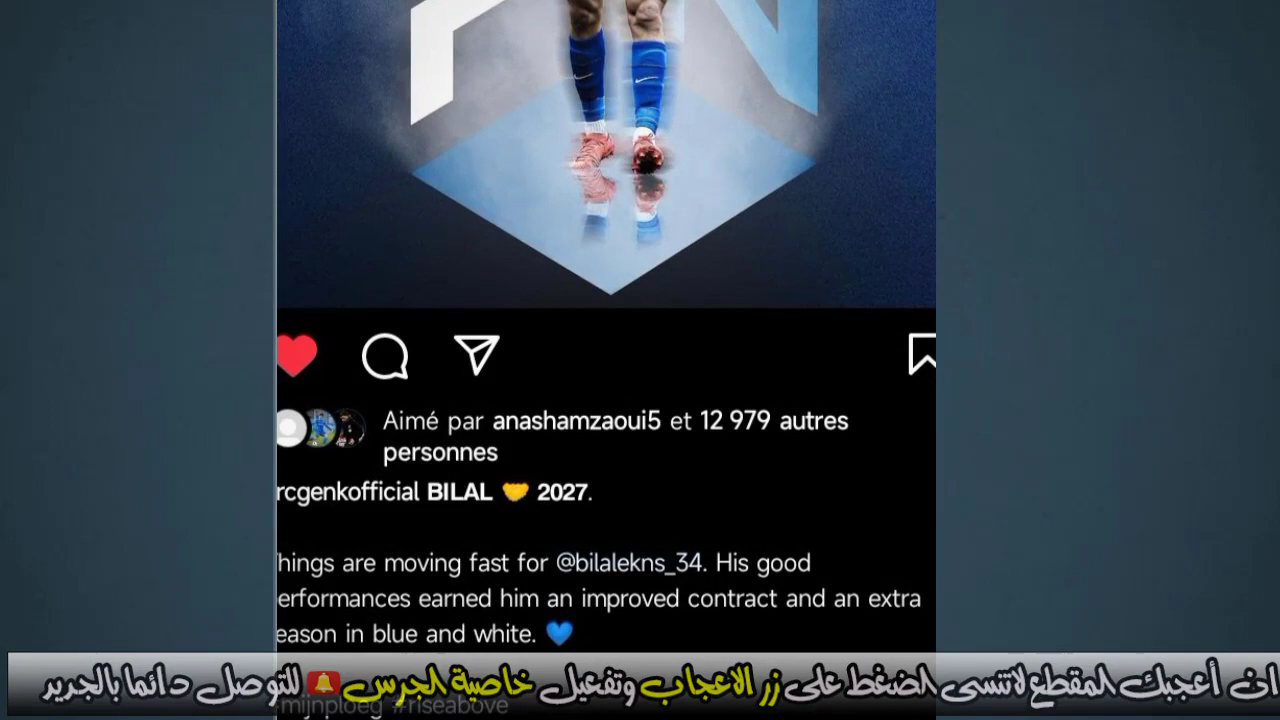 Aimé par anashamzaoui5 et 12 979 autres
personnes
rcgenkofficial BILAL 🤝 2027.
hings are moving fast for @bilalekns_34. His good
erformances earned him an improved contract and an extra
eason in blue and white. 💙
ان أعجبك المقطع لاتنسى الضغط على زر الاعجاب وتفعيل خاصية الجرس 🔔 للتوصل دائما بالجديد
mijnploeg #riseabove